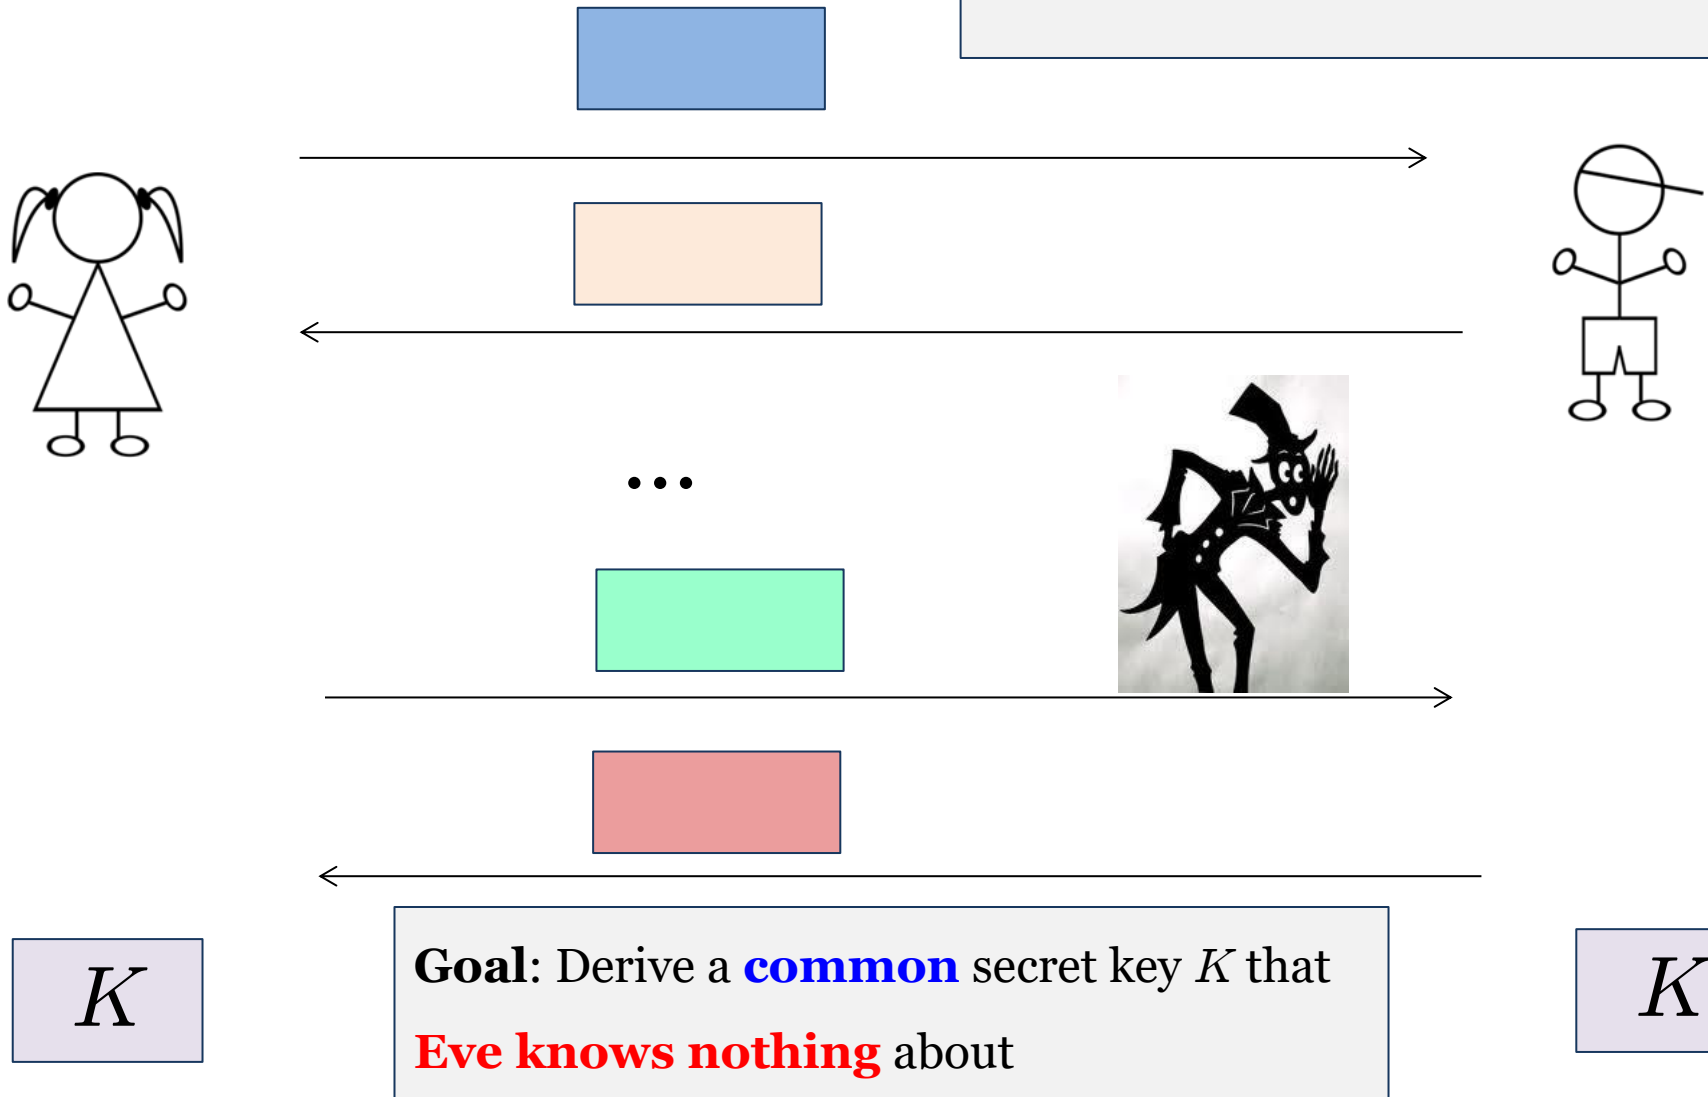 ...
K
Goal: Derive a common secret key K that
Eve knows nothing about
K